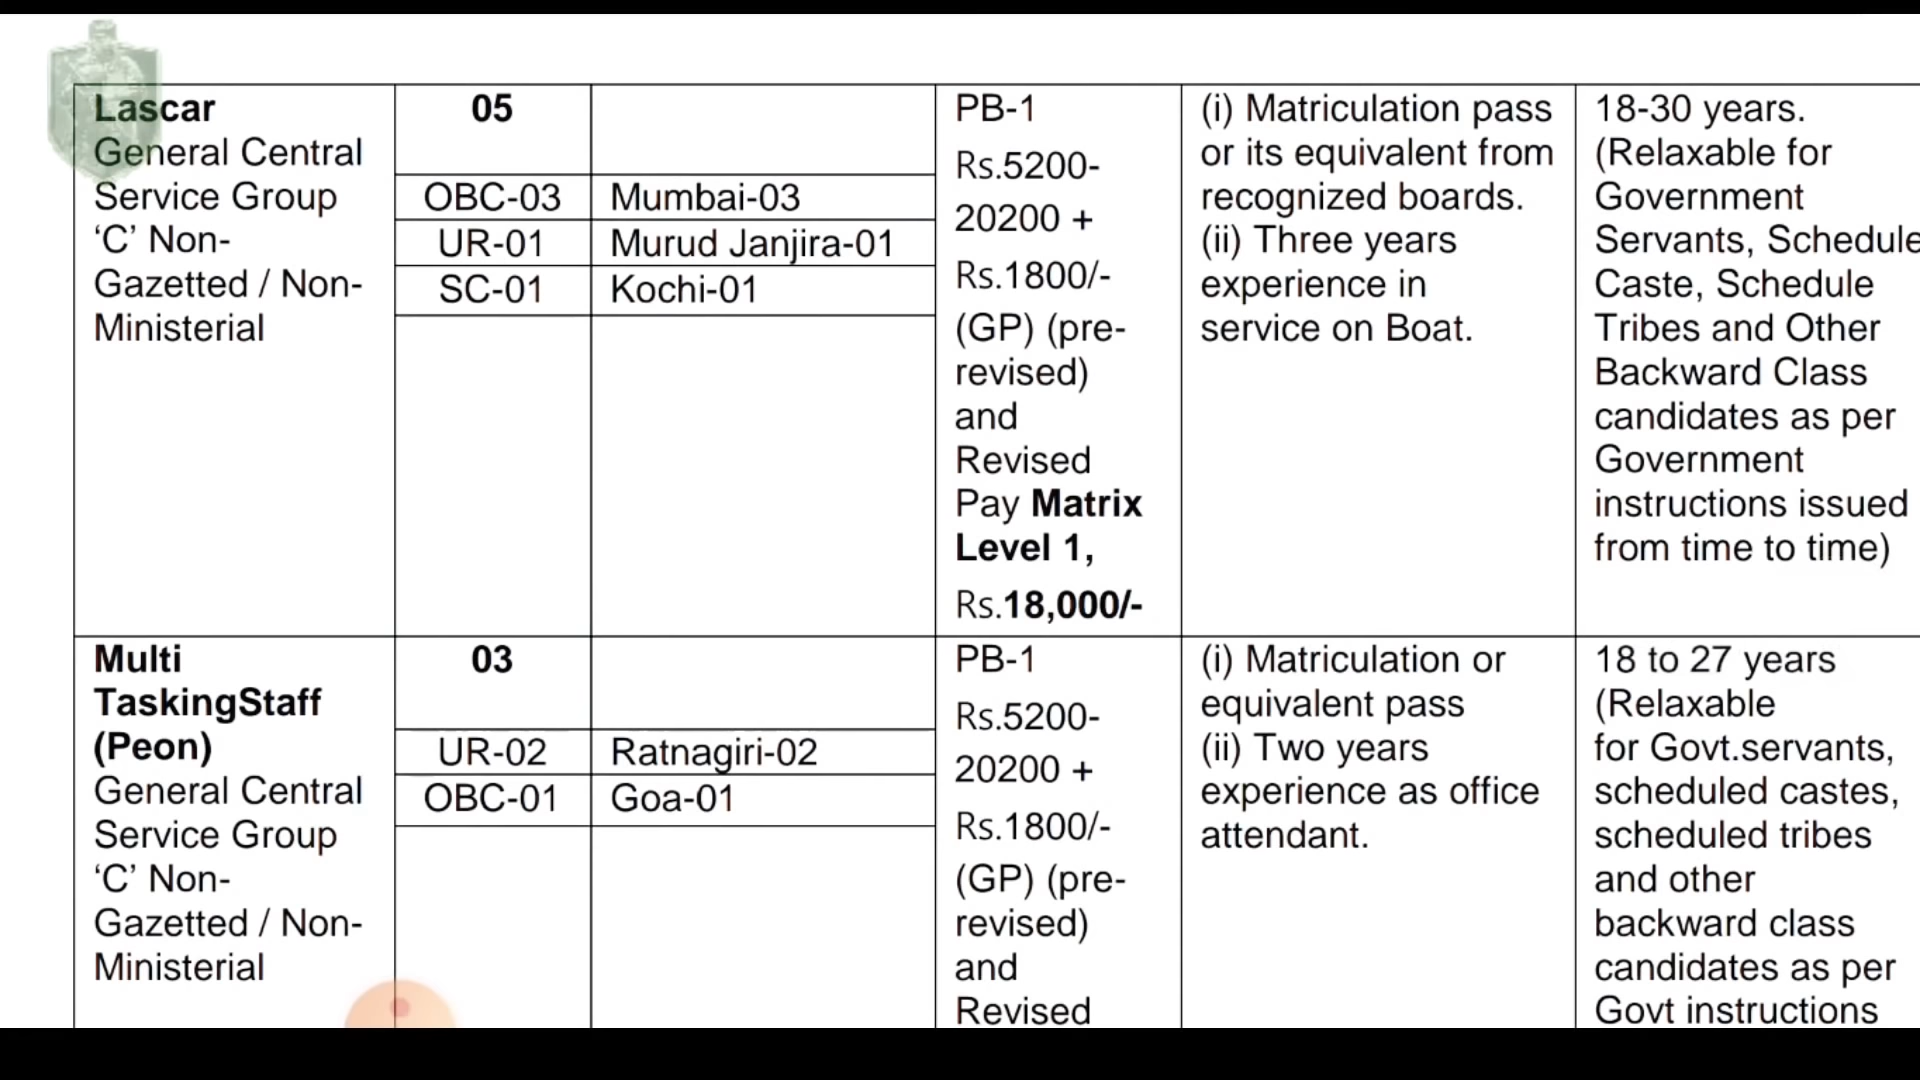 Lascar
General Central
Service Group
‘C’ Non-
Gazetted / Non-
Ministerial
05
OBC-03 Mumbai-03
UR-01 Murud Janjira-01
SC-01 Kochi-01
PB-1
Rs.5200-
20200 +
Rs.1800/-
(GP) (pre-
revised)
and
Revised
Pay Matrix
Level 1,
Rs.18,000/-
(i) Matriculation pass
or its equivalent from
recognized boards.
(ii) Three years
experience in
service on Boat.
18-30 years.
(Relaxable for
Government
Servants, Schedule
Caste, Schedule
Tribes and Other
Backward Class
candidates as per
Government
instructions issued
from time to time)
Multi
TaskingStaff
(Peon)
General Central
Service Group
‘C’ Non-
Gazetted / Non-
Ministerial
03
UR-02 Ratnagiri-02
OBC-01 Goa-01
PB-1
Rs.5200-
20200 +
Rs.1800/-
(GP) (pre-
revised)
and
Revised
(i) Matriculation or
equivalent pass
(ii) Two years
experience as office
attendant.
18 to 27 years
(Relaxable
for Govt.servants,
scheduled castes,
scheduled tribes
and other
backward class
candidates as per
Govt instructions